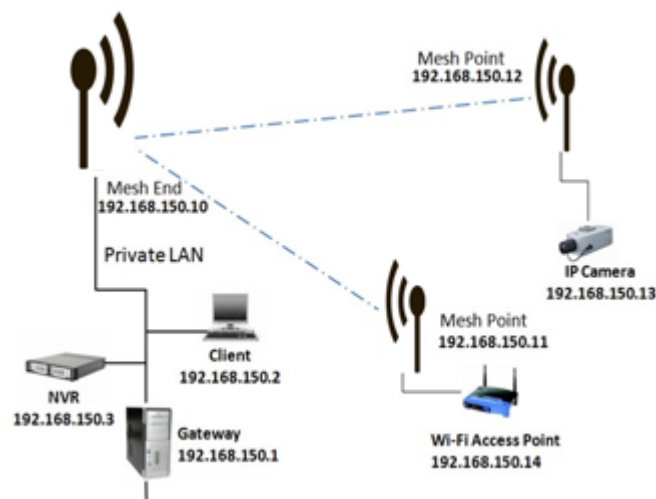 Mesh Point
192.168.150.12
Mesh End
192.168.150.10
Private LAN
IP Camera
192.168.150.13
Mesh Point
192.168.150.11
Client
192.168.150.2
NVR
192.168.150.3
Gateway
192.168.150.1
Wi-Fi Access Point
192.168.150.14